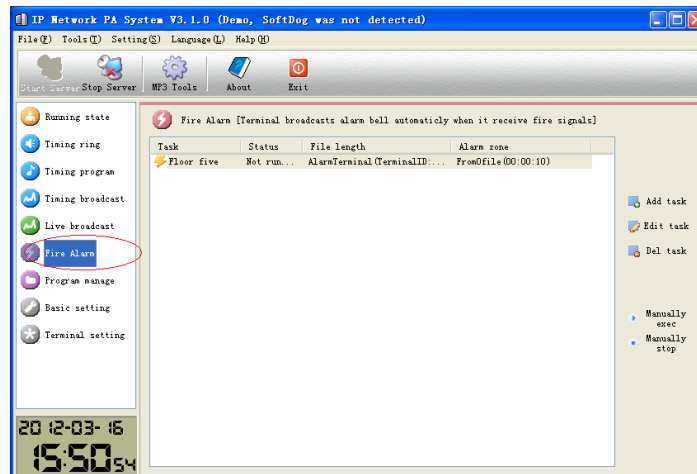 IP Network PA System V3.1.0 (Demo, SoftDog was not detected)
File(F) Tools(T) Setting(S) Language(L) Help(H)
Start Server Stop Server MP3 Tools About Exit
Running state
Timing ring
Timing program
Timing broadcast
Live broadcast
Fire Alarm
Program manage
Basic setting
Terminal setting
2012-03-16
15:50 54
Fire Alarm [Terminal broadcasts alarm bell automaticly when it receive fire signals]
Task Status File length Alarm zone
Floor five Not run... AlarmTerminal(TerminalID:... From0file(00:00:10)
Add task
Edit task
Del task
Manually
exec
Manually
stop